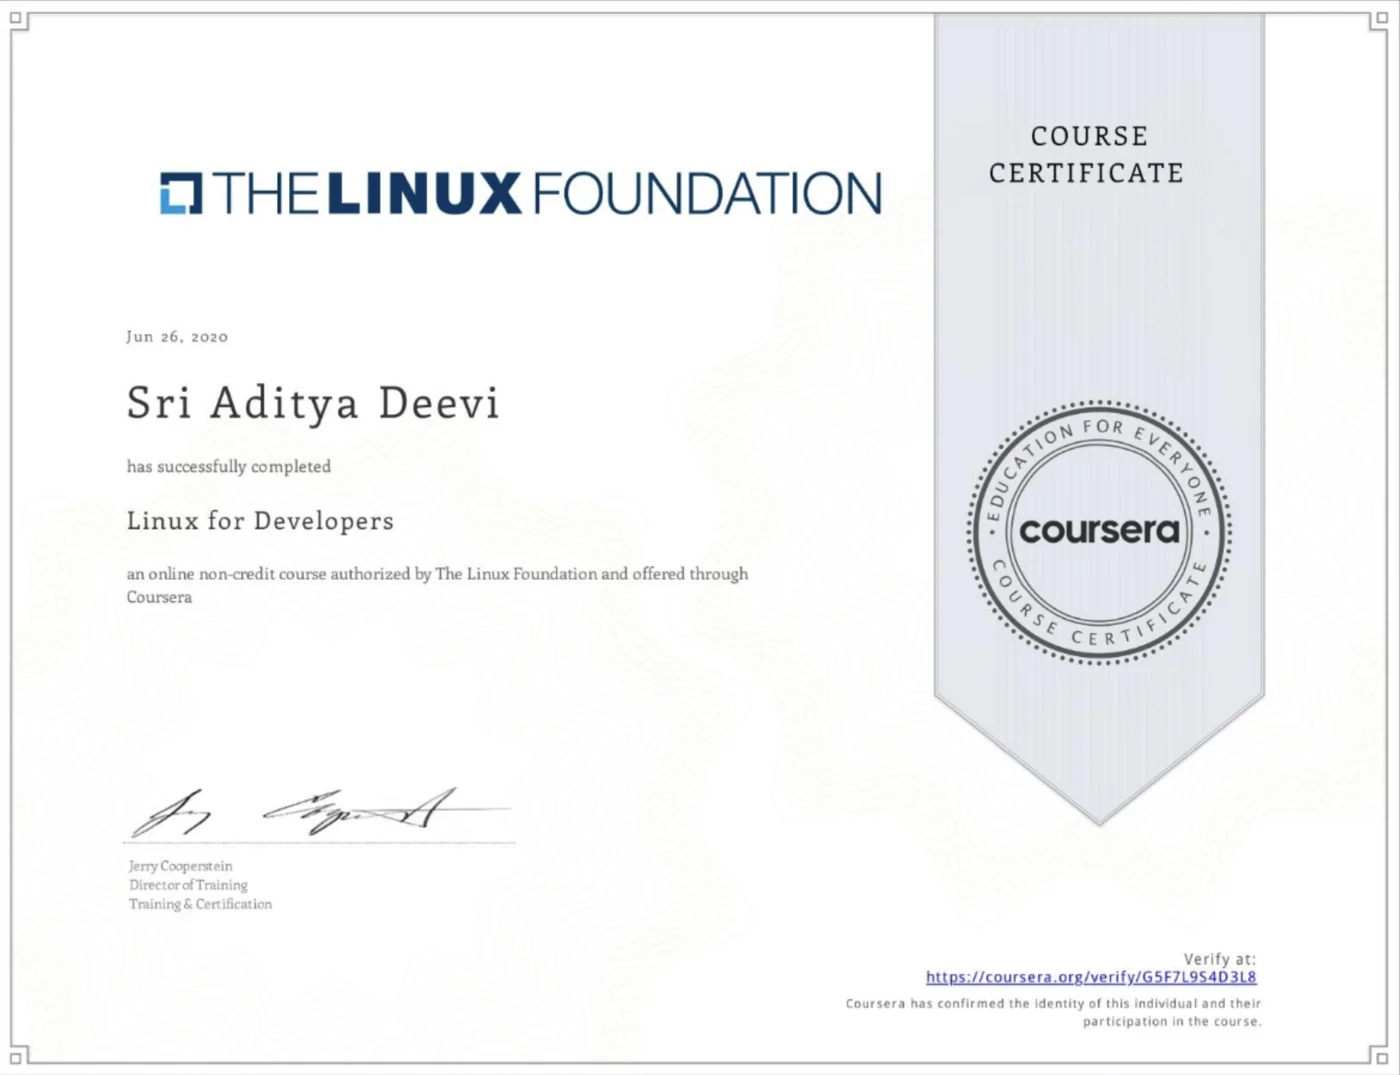 THE LINUX FOUNDATION
COURSE
CERTIFICATE
Jun 26, 2020
Sri Aditya Deevi
has successfully completed
Linux for Developers
an online non-credit course authorized by The Linux Foundation and offered through
Coursera
EDUCATION FOR EVERYONE
coursera
COURSE CERTIFICATE
Jerry Cooperstein
Director of Training
Training & Certification
Verify at:
https://coursera.org/verify/G5F7L9S4D3L8
Coursera has confirmed the identity of this individual and their
participation in the course.